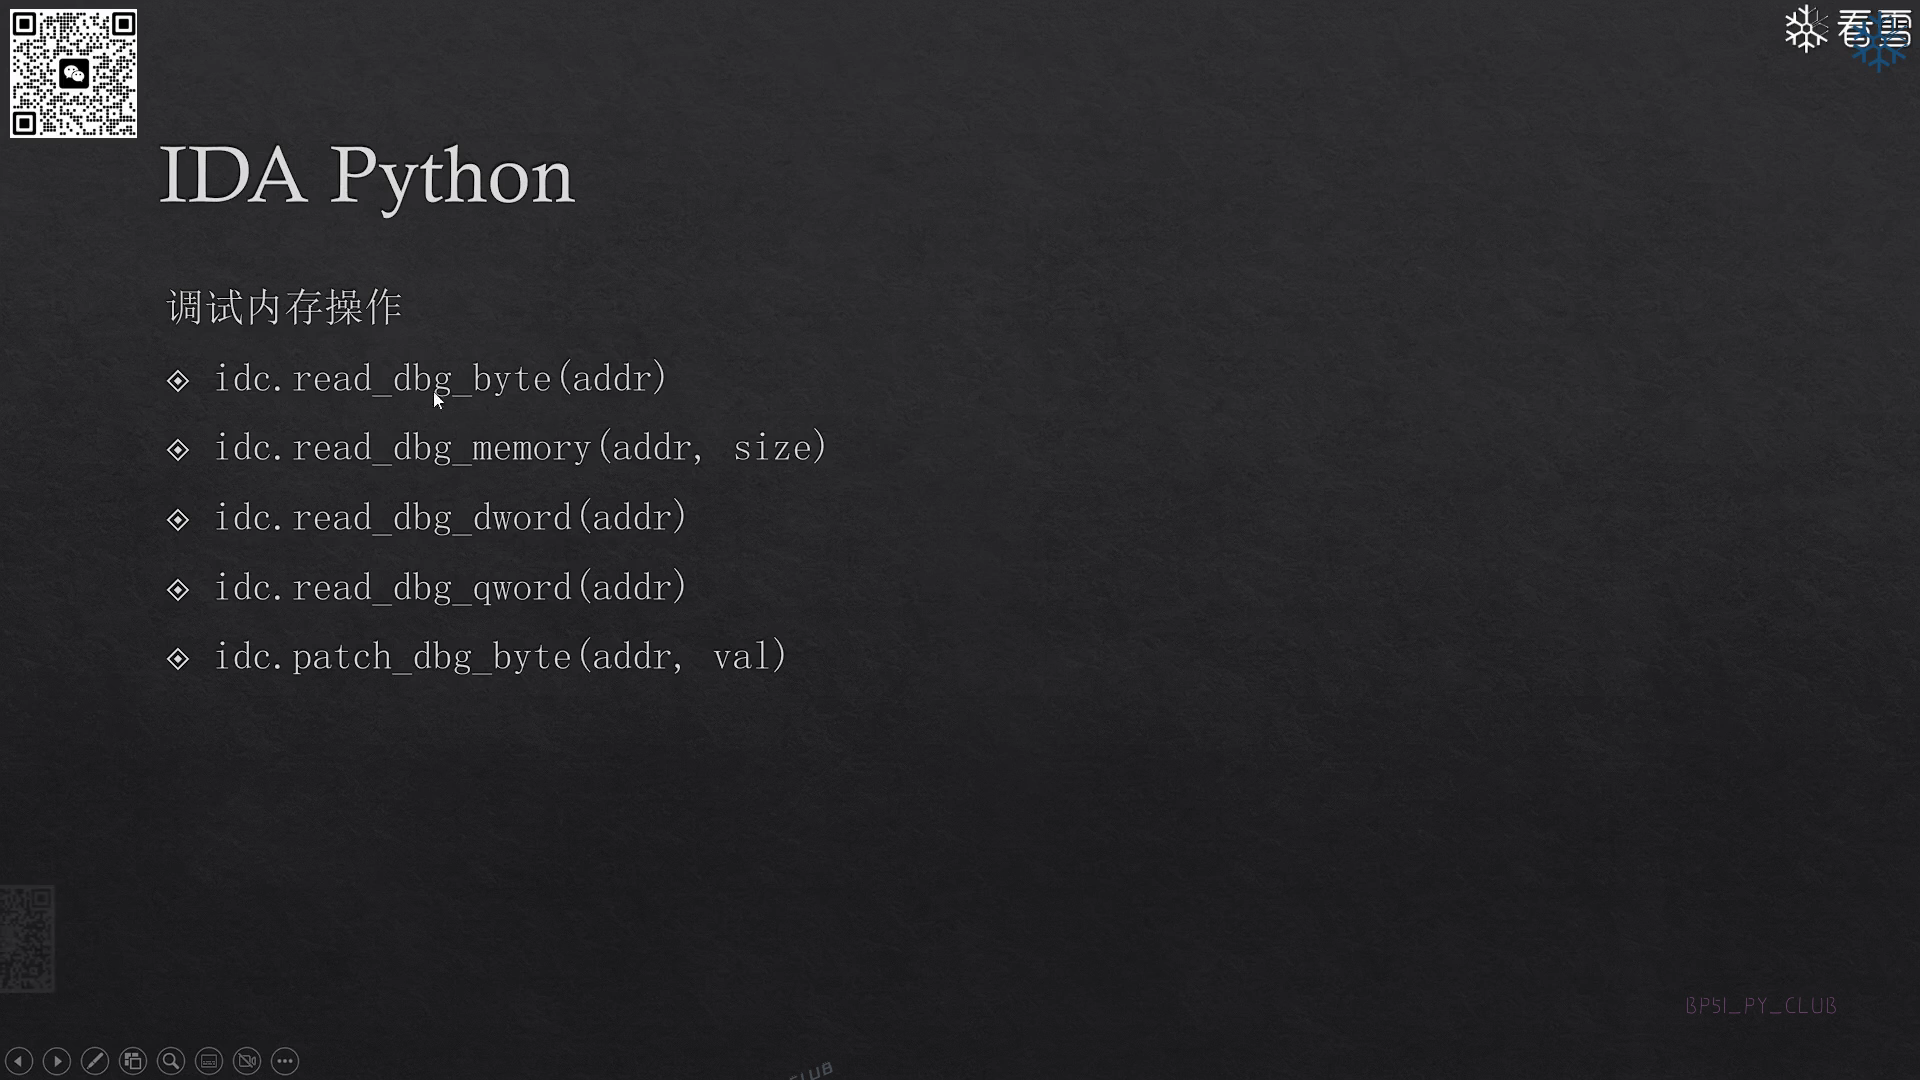 看雪
IDA Python
调试内存操作
idc.read_dbg_byte(addr)
idc.read_dbg_memory(addr, size)
idc.read_dbg_dword(addr)
idc.read_dbg_qword(addr)
idc.patch_dbg_byte(addr, val)
BP5I_PY_CLUB
CLUB